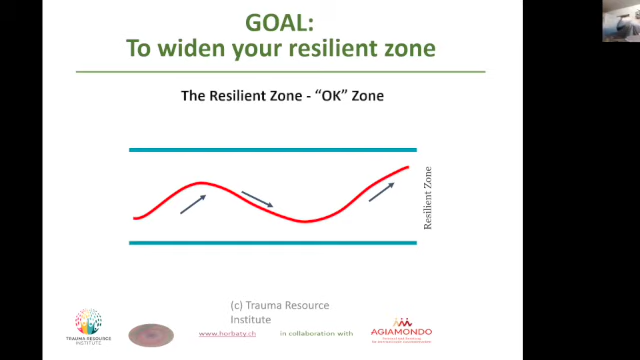 GOAL:
To widen your resilient zone
The Resilient Zone - “OK” Zone
Resilient Zone
(c) Trauma Resource
Institute
TRAUMA RESOURCE
INSTITUTE
www.horbaty.ch
in collaboration with
AGIAMONDO